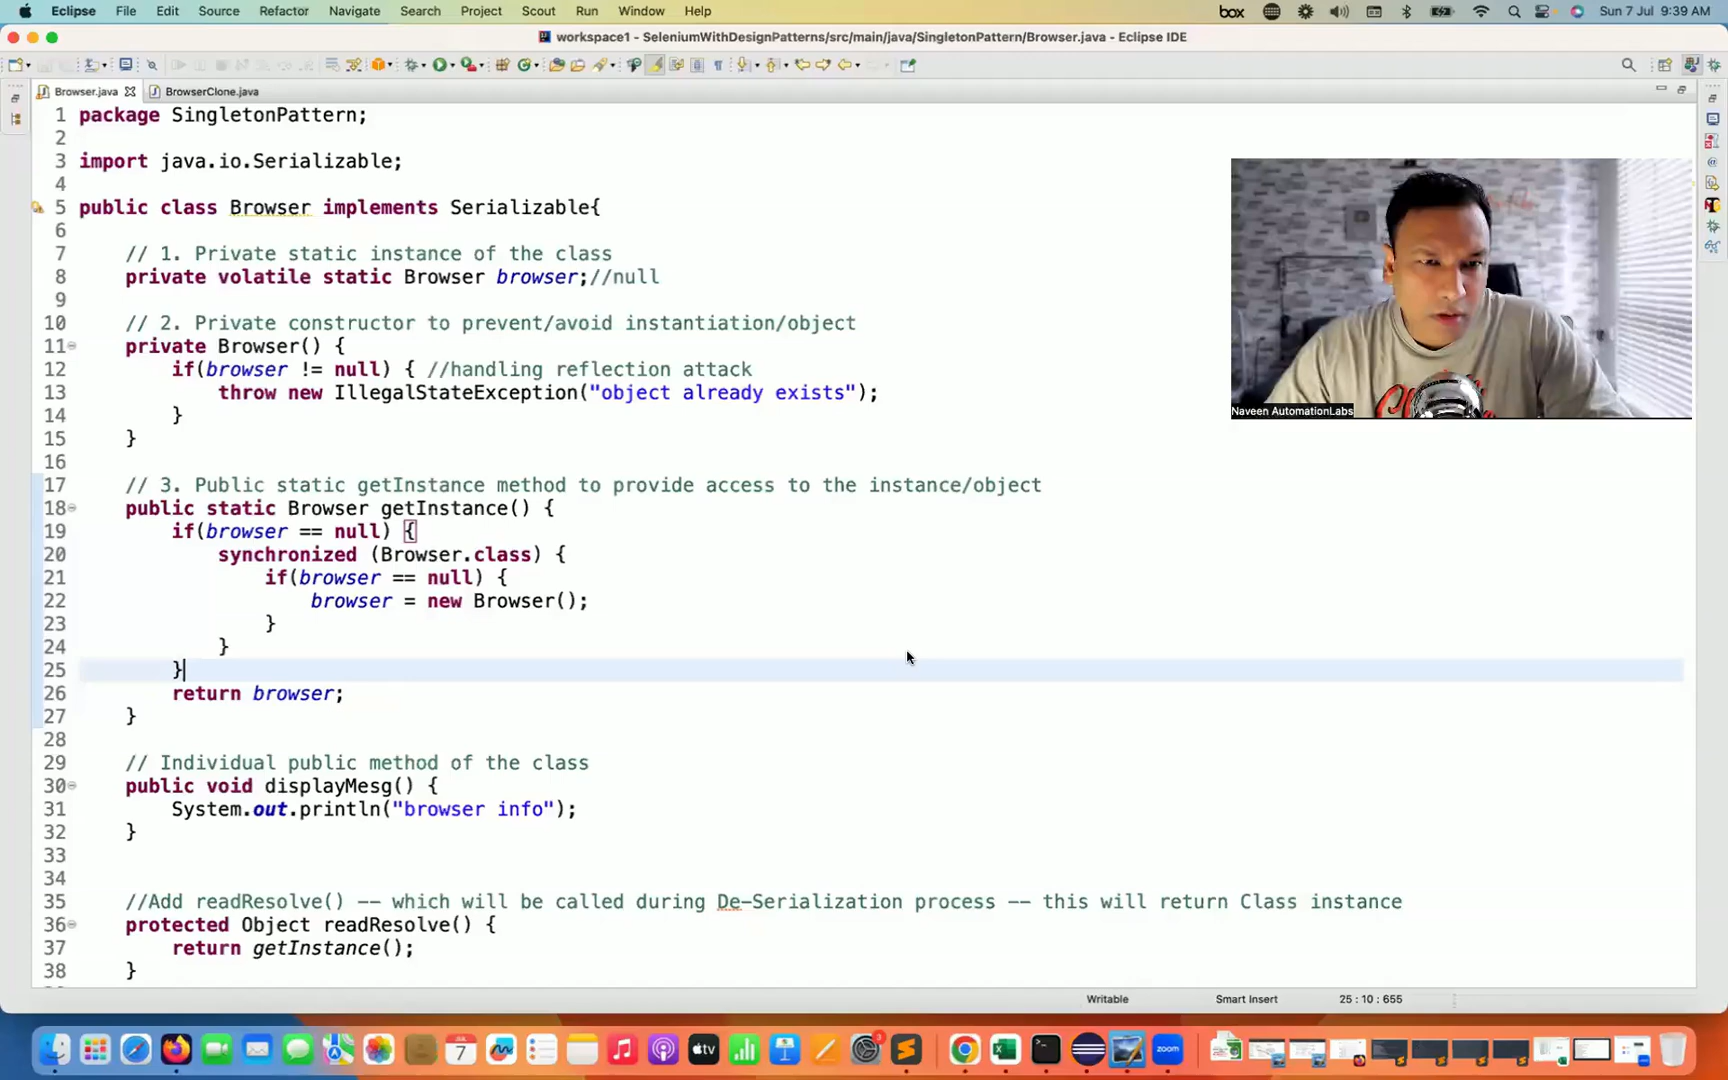 Eclipse File Edit Source Refactor Navigate Search Project Scout Run Window Help box Sun 7 Jul 9:39 AM
workspace1 - SeleniumWithDesignPatterns/src/main/java/SingletonPattern/Browser.java - Eclipse IDE
Browser.java BrowserClone.java
1 package SingletonPattern;
2
3 import java.io.Serializable;
4
5 public class Browser implements Serializable{
6
7 // 1. Private static instance of the class
8 private volatile static Browser browser;//null
9
10 // 2. Private constructor to prevent/avoid instantiation/object
11 private Browser() {
12 if(browser != null) { //handling reflection attack
13 throw new IllegalStateException("object already exists");
14 }
15 }
16
17 // 3. Public static getInstance method to provide access to the instance/object
18 public static Browser getInstance() {
19 if(browser == null) {
20 synchronized (Browser.class) {
21 if(browser == null) {
22 browser = new Browser();
23 }
24 }
25 }
26 return browser;
27 }
28
29 // Individual public method of the class
30 public void displayMesg() {
31 System.out.println("browser info");
32 }
33
34
35 //Add readResolve() -- which will be called during De-Serialization process -- this will return Class instance
36 protected Object readResolve() {
37 return getInstance();
38 }
Naveen AutomationLabs
Writable Smart Insert 25 : 10 : 655
JUL
7
tv
zoom